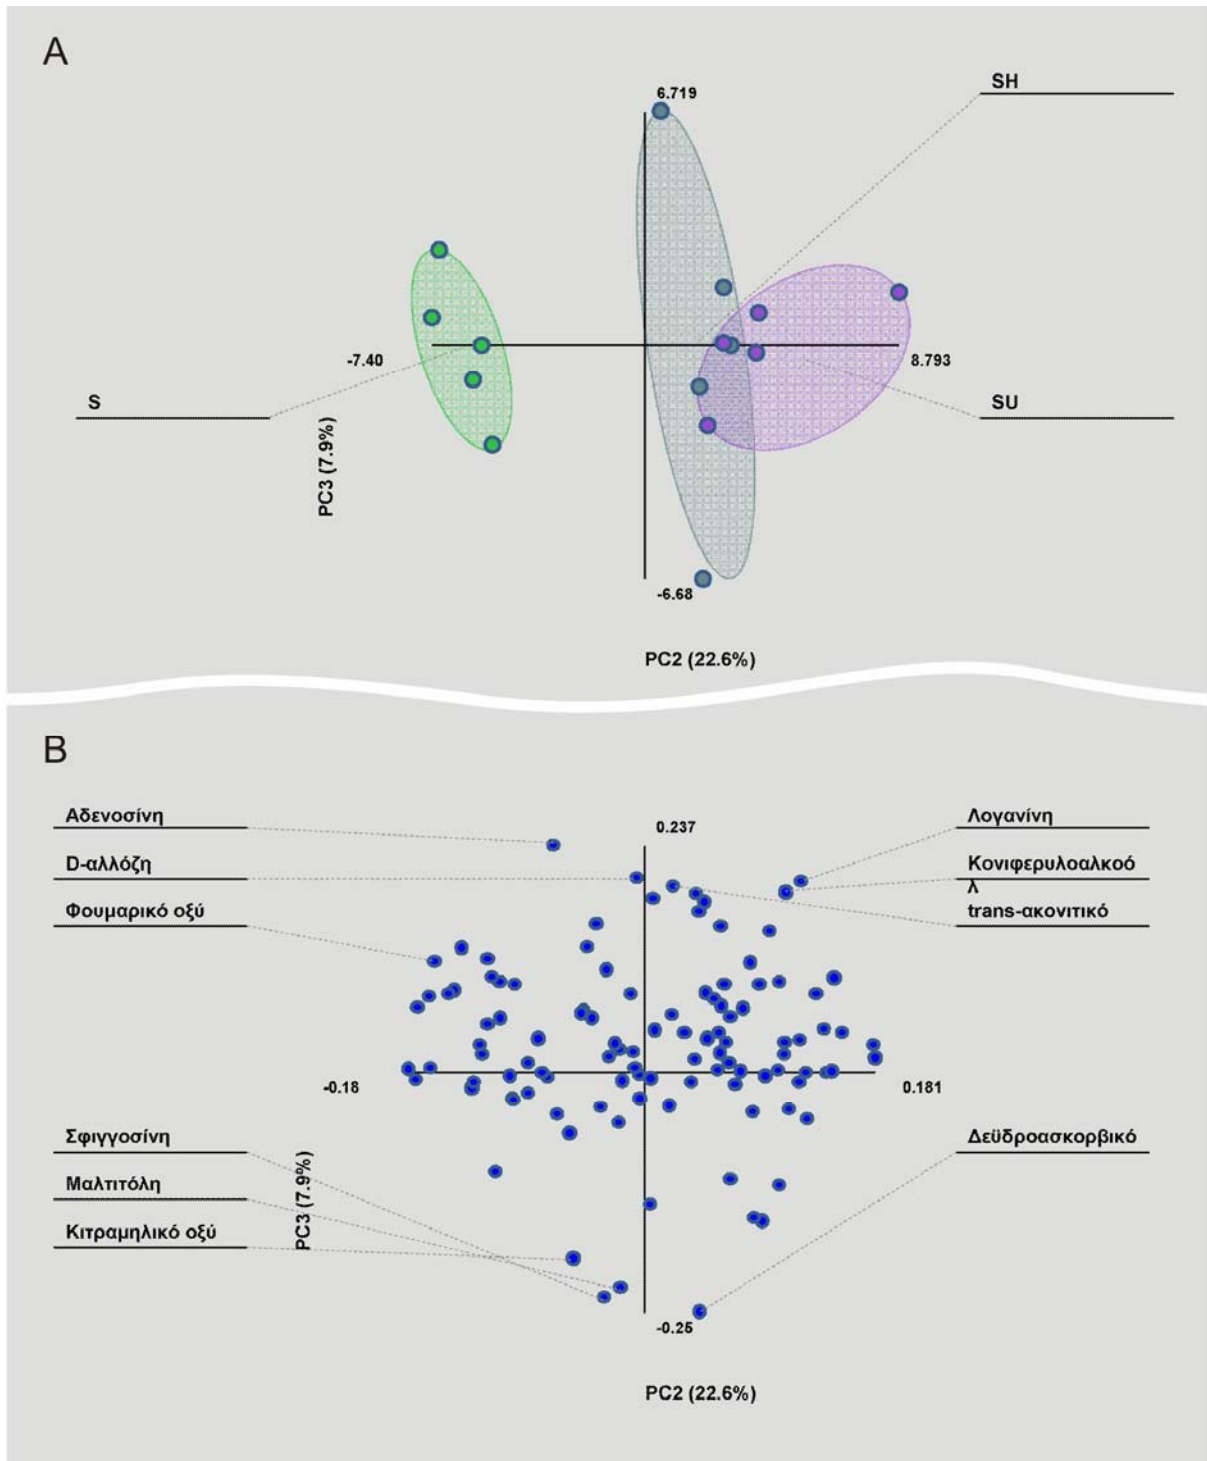 A
6.719
SH
-7.40
8.793
S
SU
PC3 (7.9%)
-6.68
PC2 (22.6%)
B
Αδενοσίνη
0.237
Λογανίνη
D-αλλόζη
Κονιφερυλοαλκοό
λ
Φουμαρικό οξύ
trans-ακονιτικό
-0.18
0.181
Σφιγγοσίνη
Δεϋδροασκορβικό
Μαλτιτόλη
PC3 (7.9%)
Κιτραμηλικό οξύ
-0.25
PC2 (22.6%)